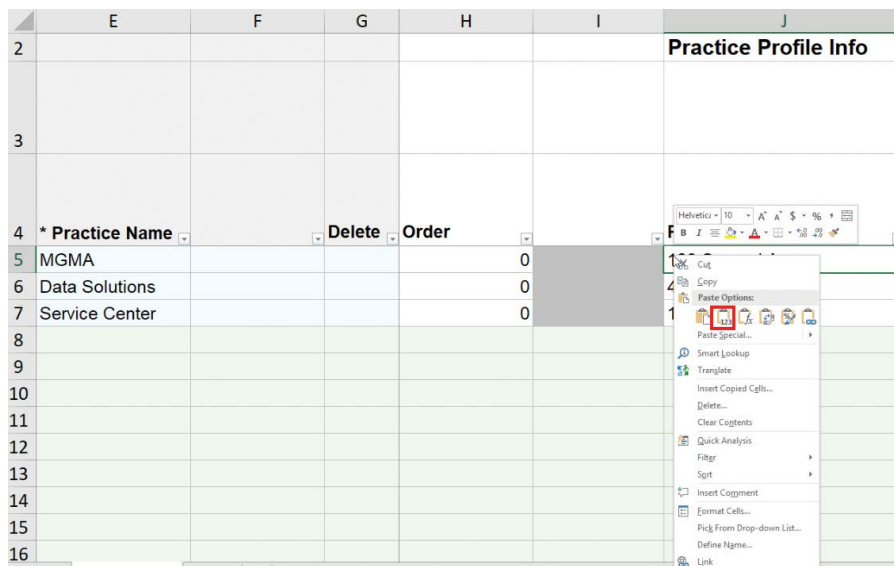 E F G H I J
2 Practice Profile Info
3
4 * Practice Name Delete Order
5 MGMA 0
6 Data Solutions 0
7 Service Center 0
8
9
10
11
12
13
14
15
16
Helvetica 10 A A $ % ,
B I A
Cut
Copy
Paste Options:
123 fx %
Paste Special...
Smart Lookup
Translate
Insert Copied Cells...
Delete...
Clear Contents
Quick Analysis
Filter
Sort
Insert Comment
Format Cells...
Pick From Drop-down List...
Define Name...
Link